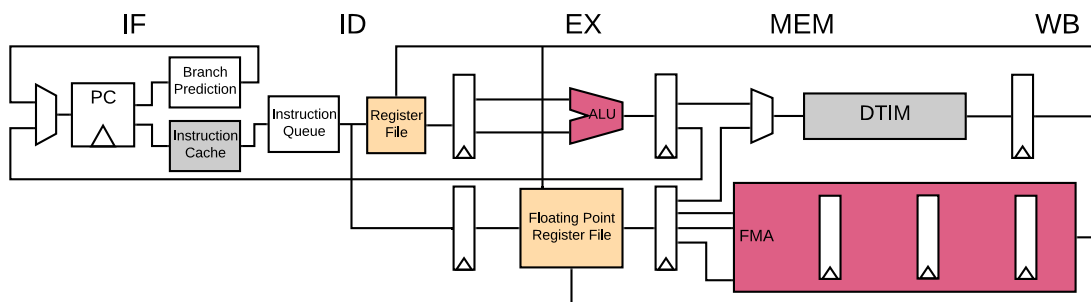 IF
ID
EX
MEM
WB
Branch
Prediction
PC
Instruction
Cache
Instruction
Queue
Register
File
ALU
DTIM
Floating Point
Register File
FMA